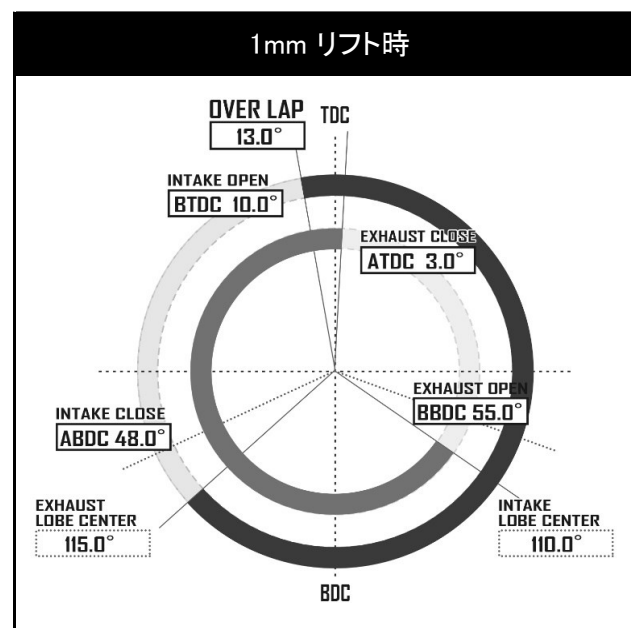 1mm リフト時
OVER LAP
13.0°
TDC
INTAKE OPEN
BTDC 10.0°
EXHAUST CLOSE
ATDC 3.0°
EXHAUST OPEN
BBDC 55.0°
INTAKE CLOSE
ABDC 48.0°
EXHAUST
LOBE CENTER
115.0°
INTAKE
LOBE CENTER
110.0°
BDC